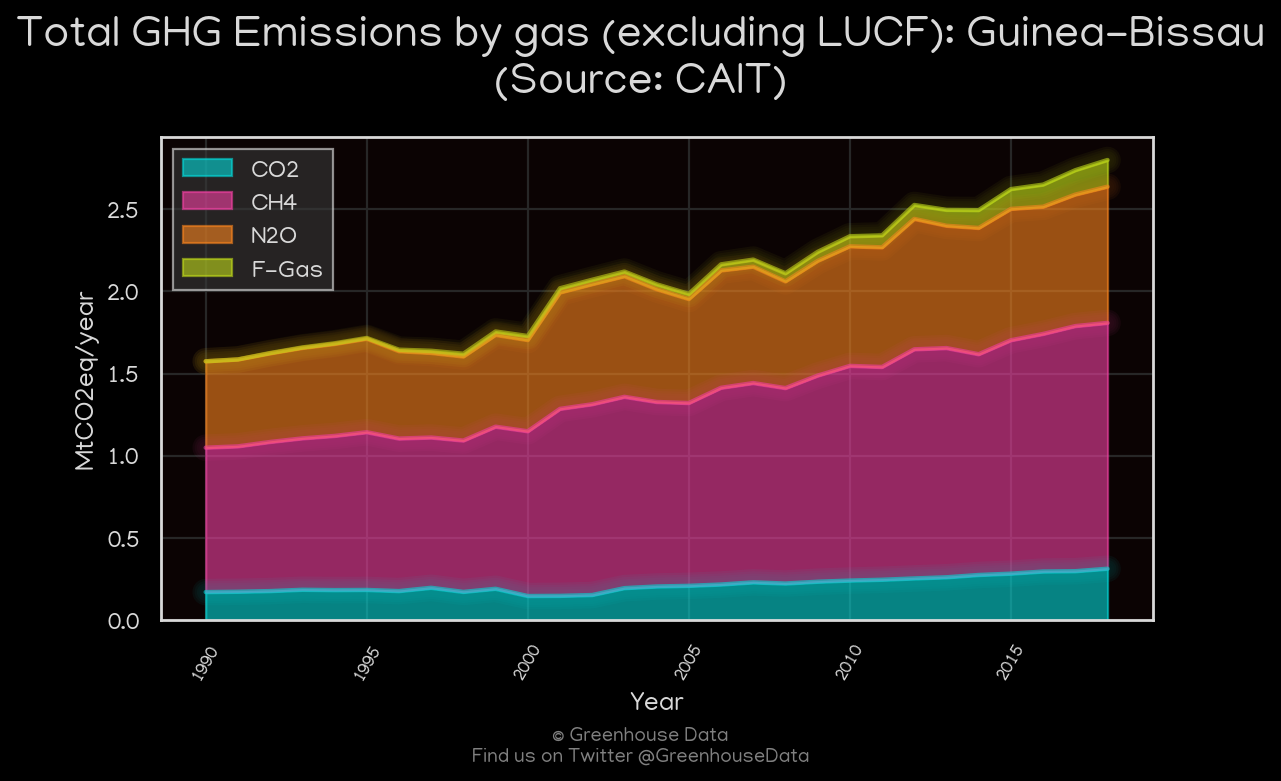 Total GHG Emissions by gas (excluding LUCF): Guinea-Bissau
(Source: CAIT)
CO2
CH4
N2O
F-Gas
MtCO2eq/year
2.5
2.0
1.5
1.0
0.5
0.0
1990
1995
2000
2005
2010
2015
Year
© Greenhouse Data
Find us on Twitter @GreenhouseData